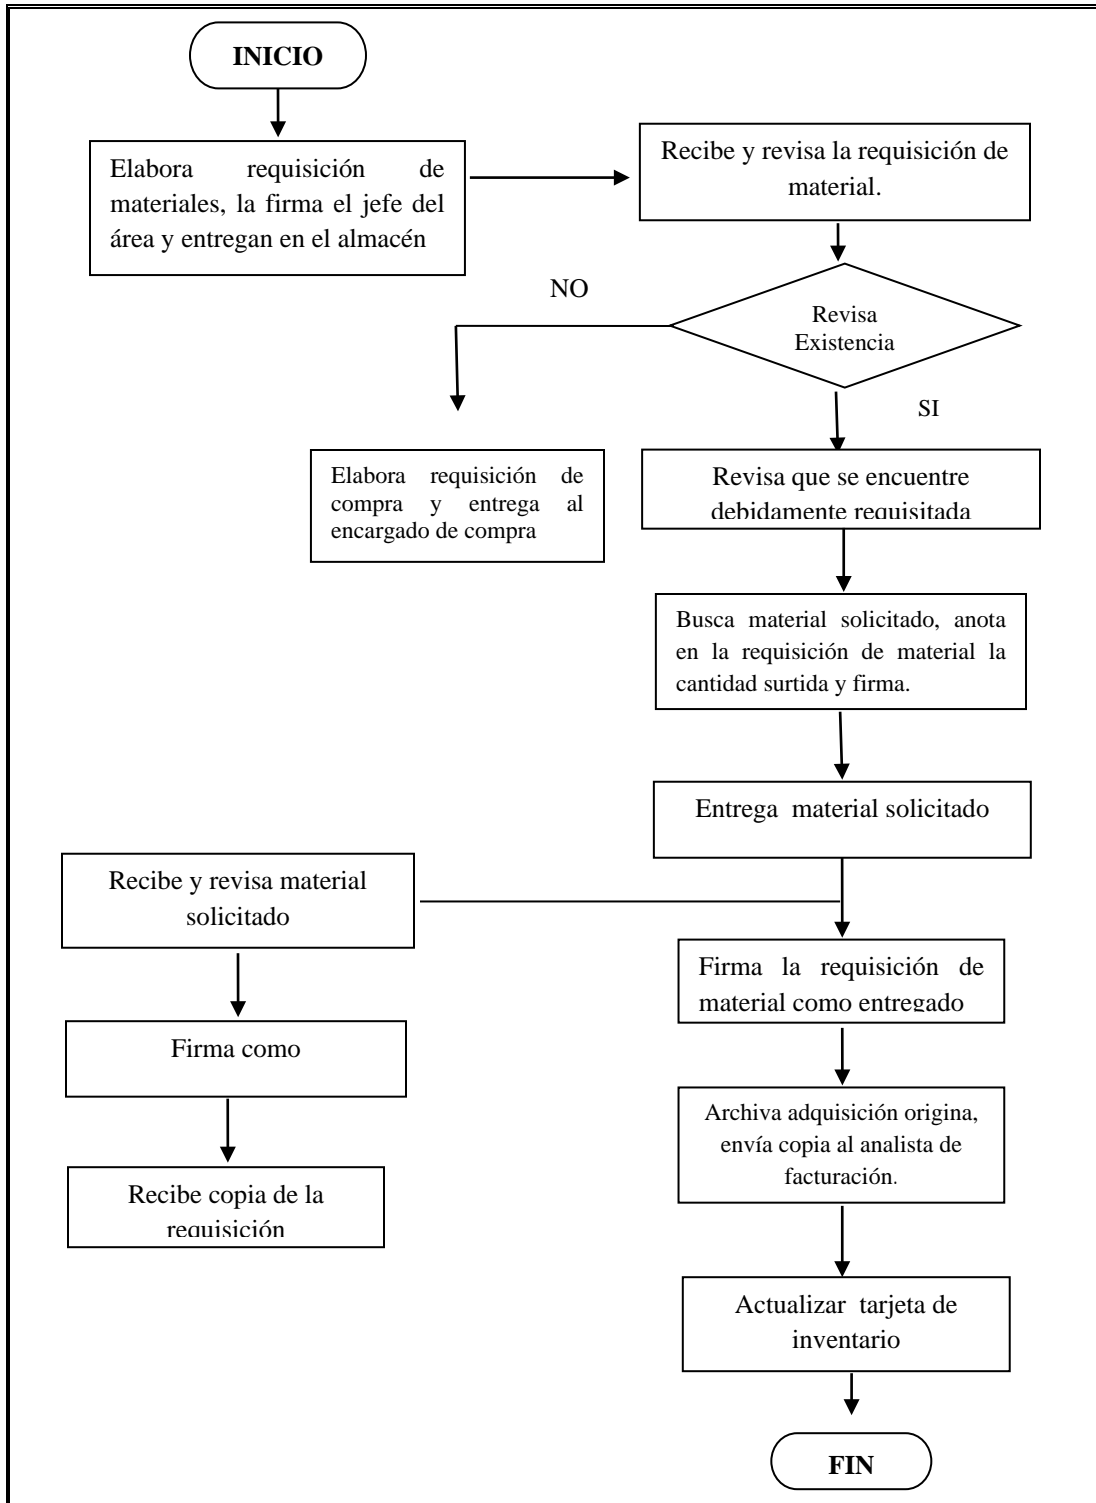 INICIO
Elabora requisición de
materiales, la firma el jefe del
área y entregan en el almacén
Recibe y revisa la requisición de
material.
NO
Revisa
Existencia
SI
Elabora requisición de
compra y entrega al
encargado de compra
Revisa que se encuentre
debidamente requisitada
Busca material solicitado, anota
en la requisición de material la
cantidad surtida y firma.
Entrega material solicitado
Recibe y revisa material
solicitado
Firma la requisición de
material como entregado
Firma como
Archiva adquisición origina,
envía copia al analista de
facturación.
Recibe copia de la
requisición
Actualizar tarjeta de
inventario
FIN